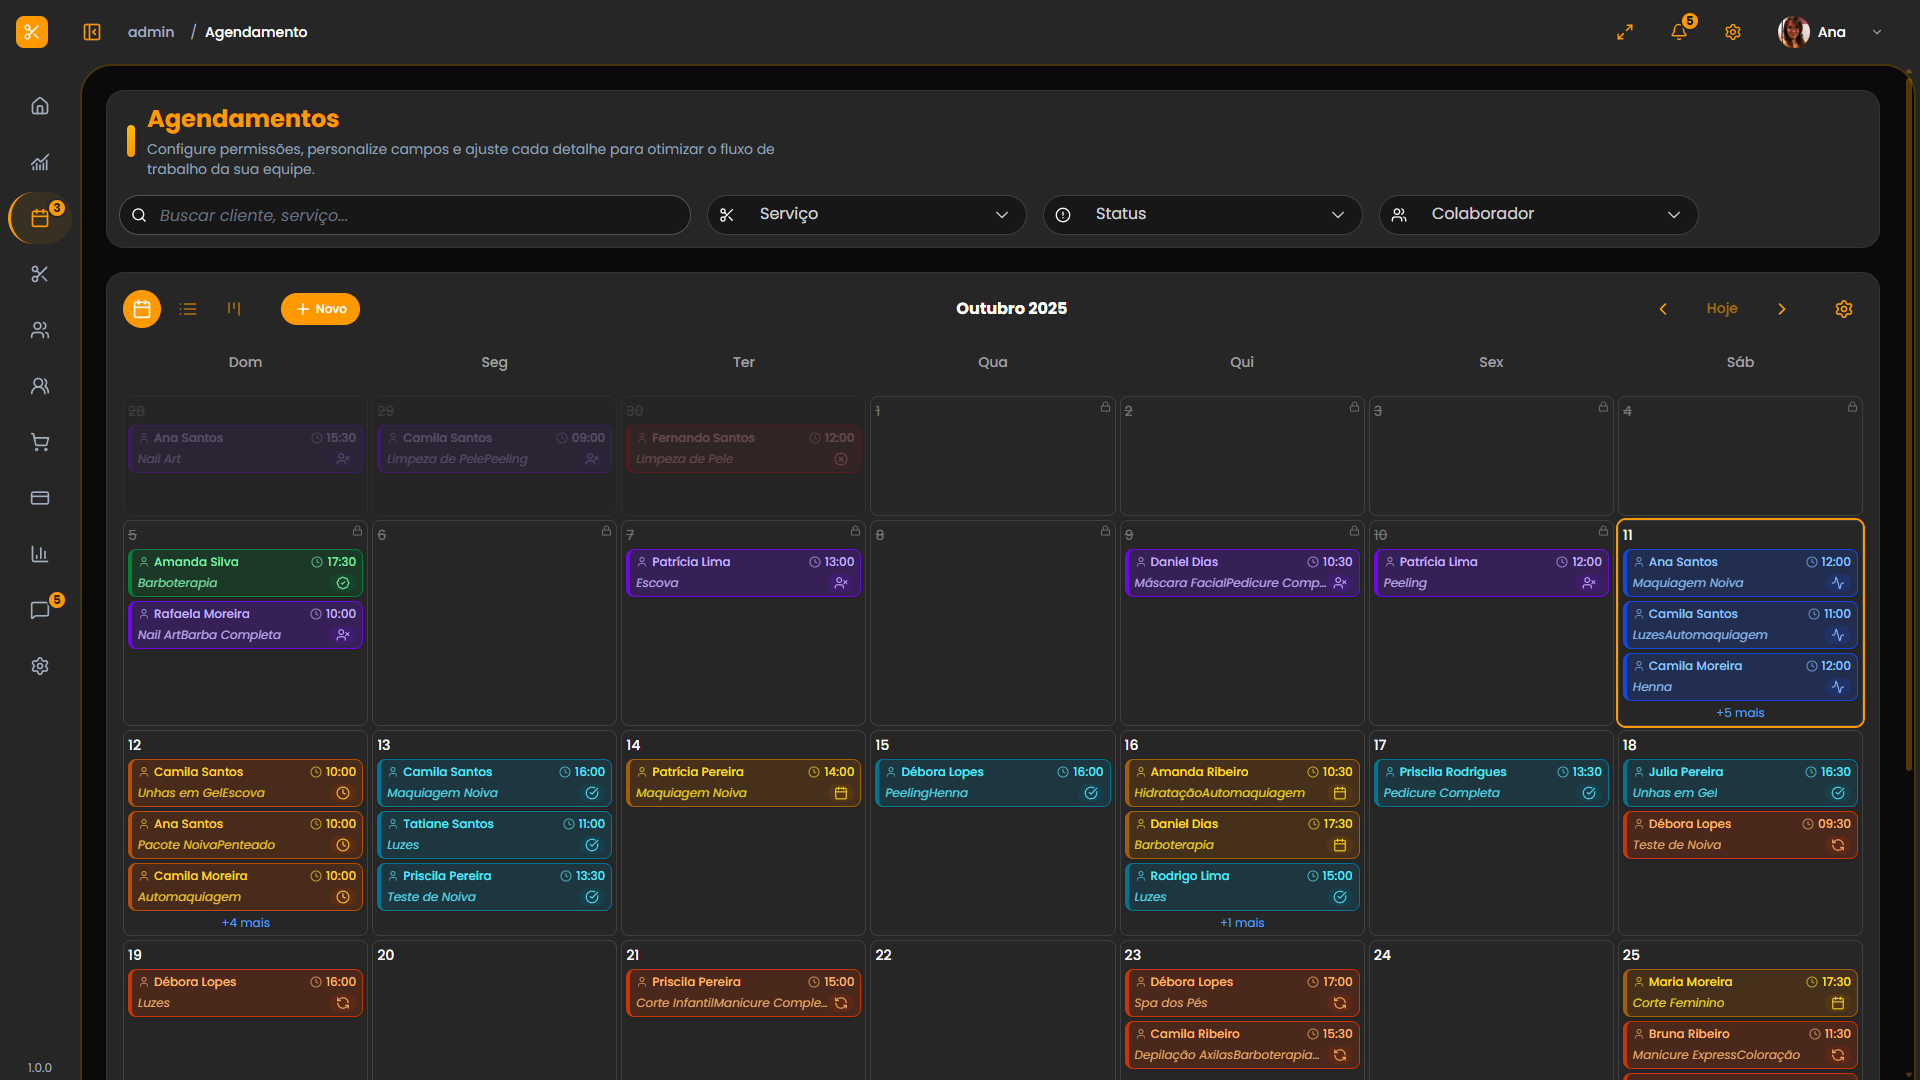 admin / Agendamento
5
Ana
Agendamentos
Configure permissões, personalize campos e ajuste cada detalhe para otimizar o fluxo de
trabalho da sua equipe.
3
Buscar cliente, serviço...
Serviço
Status
Colaborador
+ Novo
Outubro 2025
Hoje
Dom Seg Ter Qua Qui Sex Sáb
28
Ana Santos 15:30
Nail Art
29
Camila Santos 09:00
Limpeza de PelePeeling
30
Fernando Santos 12:00
Limpeza de Pele
1
2
3
4
5
Amanda Silva 17:30
Barboterapia
Rafaela Moreira 10:00
Nail ArtBarba Completa
6
7
Patrícia Lima 13:00
Escova
8
9
Daniel Dias 10:30
Máscara FacialPedicure Comp...
10
Patrícia Lima 12:00
Peeling
11
Ana Santos 12:00
Maquiagem Noiva
Camila Santos 11:00
LuzesAutomaquiagem
Camila Moreira 12:00
Henna
+5 mais
5
12
Camila Santos 10:00
Unhas em GelEscova
Ana Santos 10:00
Pacote NoivaPenteado
Camila Moreira 10:00
Automaquiagem
+4 mais
13
Camila Santos 16:00
Maquiagem Noiva
Tatiane Santos 11:00
Luzes
Priscila Pereira 13:30
Teste de Noiva
14
Patrícia Pereira 14:00
Maquiagem Noiva
15
Débora Lopes 16:00
PeelingHenna
16
Amanda Ribeiro 10:30
HidrataçãoAutomaquiagem
Daniel Dias 17:30
Barboterapia
Rodrigo Lima 15:00
Luzes
+1 mais
17
Priscila Rodrigues 13:30
Pedicure Completa
18
Julia Pereira 16:30
Unhas em Gel
Débora Lopes 09:30
Teste de Noiva
19
Débora Lopes 16:00
Luzes
20
21
Priscila Pereira 15:00
Corte InfantilManicure Comple...
22
23
Débora Lopes 17:00
Spa dos Pés
Camila Ribeiro 15:30
Depilação AxilasBarboterapia...
24
25
Maria Moreira 17:30
Corte Feminino
Bruna Ribeiro 11:30
Manicure ExpressColoração
1.0.0